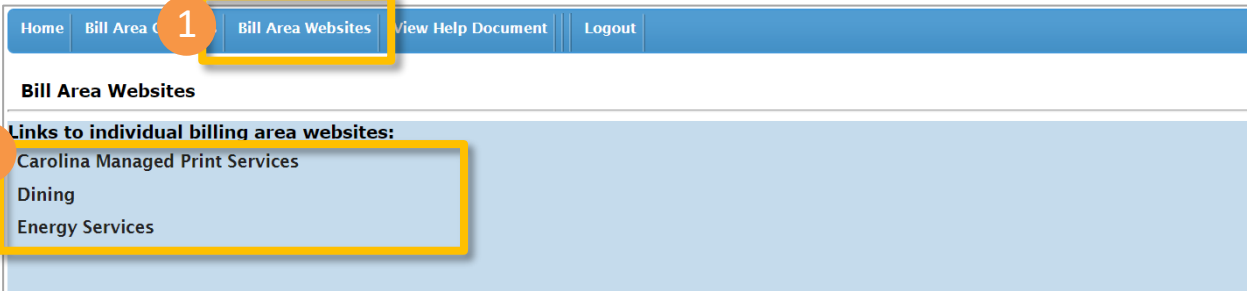 Home Bill Area Bill Area Websites View Help Document Logout
1
Bill Area Websites
Links to individual billing area websites:
Carolina Managed Print Services
Dining
Energy Services